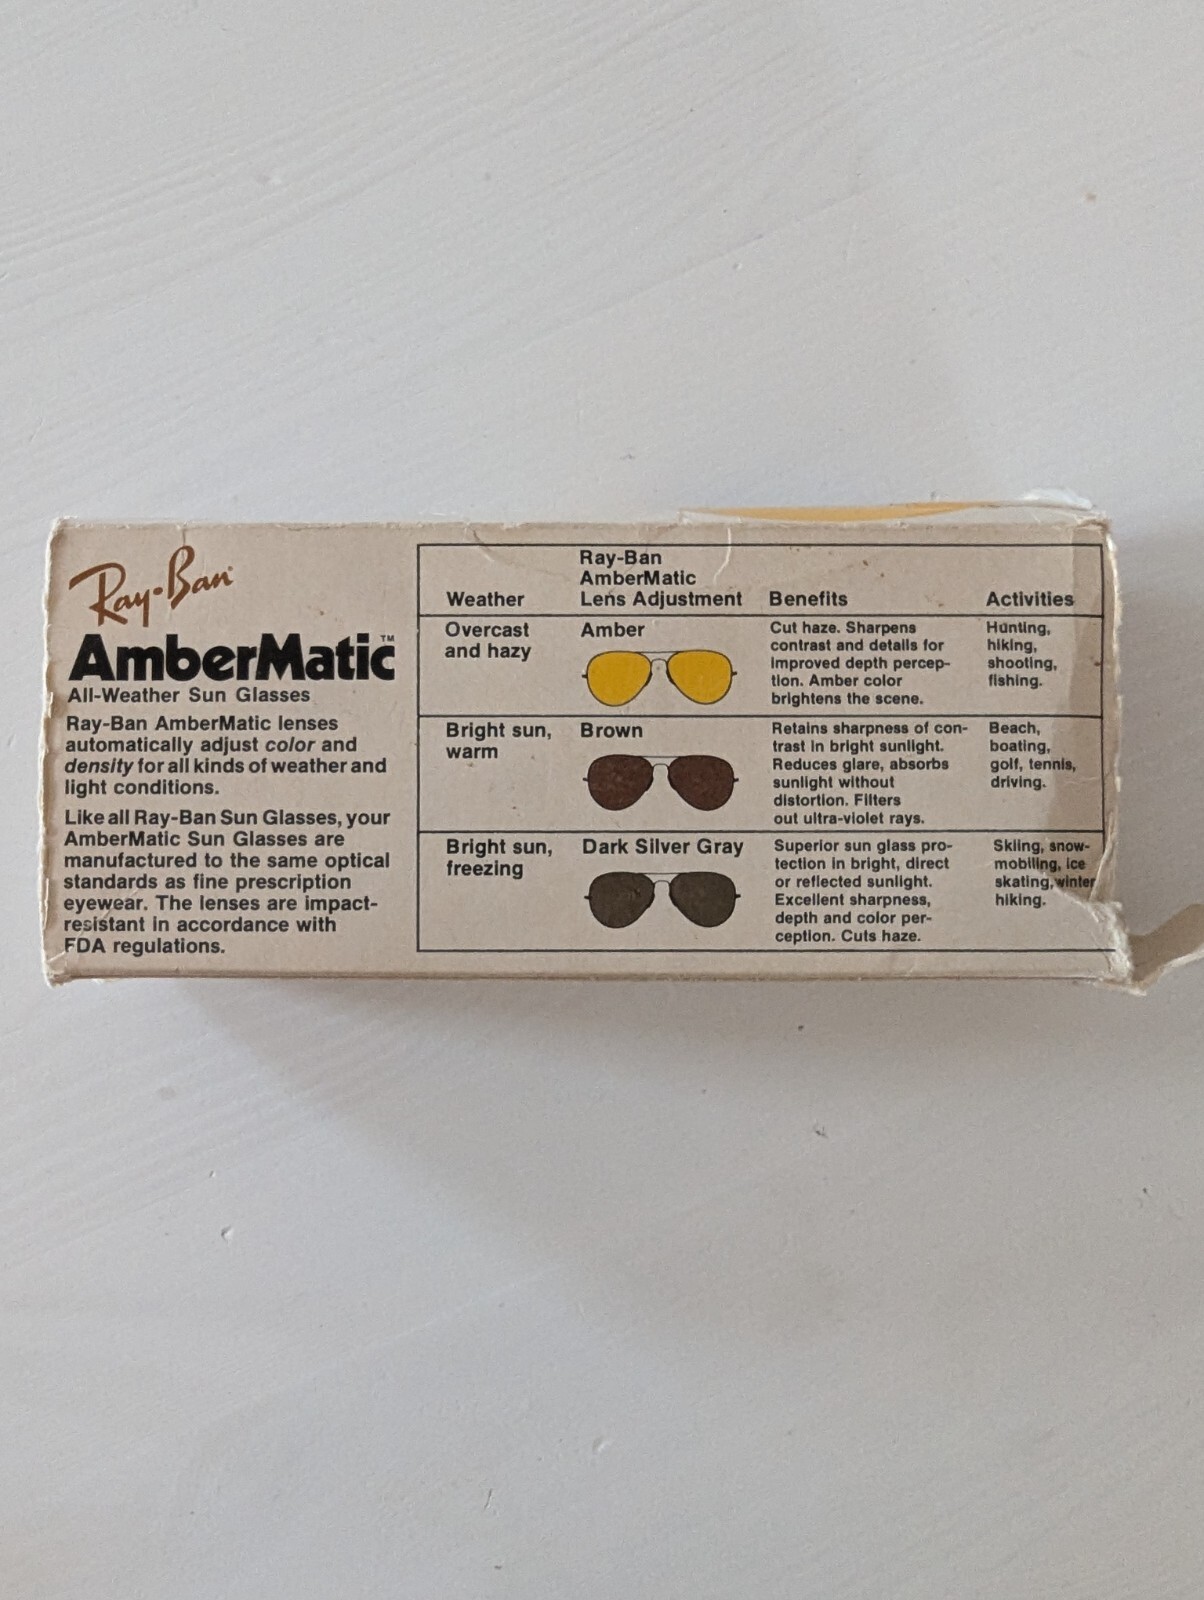 Ray-Ban
AmberMatic™
All-Weather Sun Glasses
Ray-Ban AmberMatic lenses
automatically adjust color and
density for all kinds of weather and
light conditions.
Like all Ray-Ban Sun Glasses, your
AmberMatic Sun Glasses are
manufactured to the same optical
standards as fine prescription
eyewear. The lenses are impact-
resistant in accordance with
FDA regulations.
Weather
Ray-Ban
AmberMatic
Lens Adjustment
Benefits
Activities
Overcast
and hazy
Amber
Cut haze. Sharpens
contrast and details for
improved depth percep-
tion. Amber color
brightens the scene.
Hunting,
hiking,
shooting,
fishing.
Bright sun,
warm
Brown
Retains sharpness of con-
trast in bright sunlight.
Reduces glare, absorbs
sunlight without
distortion. Filters
out ultra-violet rays.
Beach,
boating,
golf, tennis,
driving.
Bright sun,
freezing
Dark Silver Gray
Superior sun glass pro-
tection in bright, direct
or reflected sunlight.
Excellent sharpness,
depth and color per-
ception. Cuts haze.
Skiing, snow-
mobiling, ice
skating, winter
hiking.